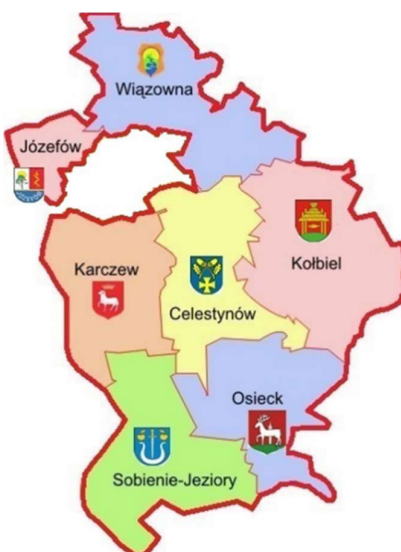 Wiązowna
Józefów
Kołbiel
Karczew
Celestynów
Osieck
Sobienie-Jeziory